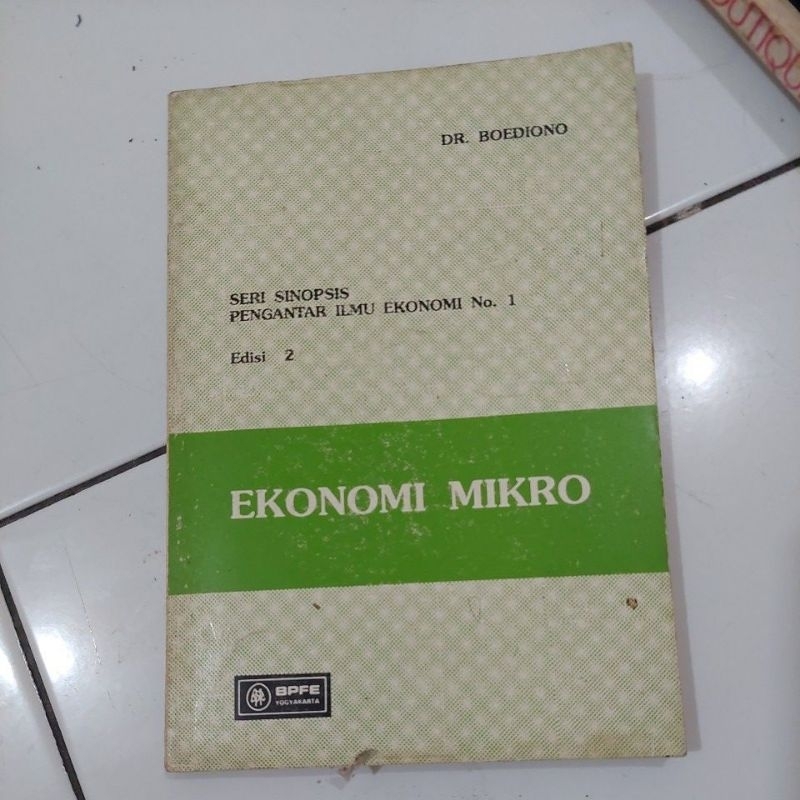 DR. BOEDIONO
SERI SINOPSIS
PENGANTAR ILMU EKONOMI No. 1
Edisi 2
EKONOMI MIKRO
BPFE
YOGYAKARTA